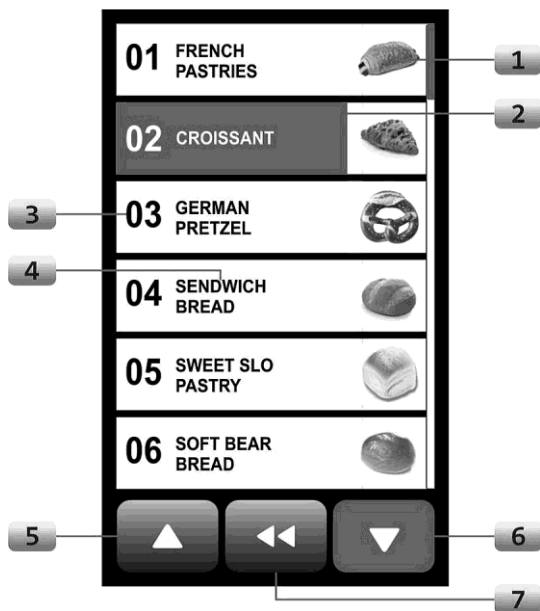 01 FRENCH
PASTRIES
1
02 CROISSANT
2
3
03 GERMAN
PRETZEL
4
04 SENDWICH
BREAD
05 SWEET SLO
PASTRY
06 SOFT BEAR
BREAD
5
6
7